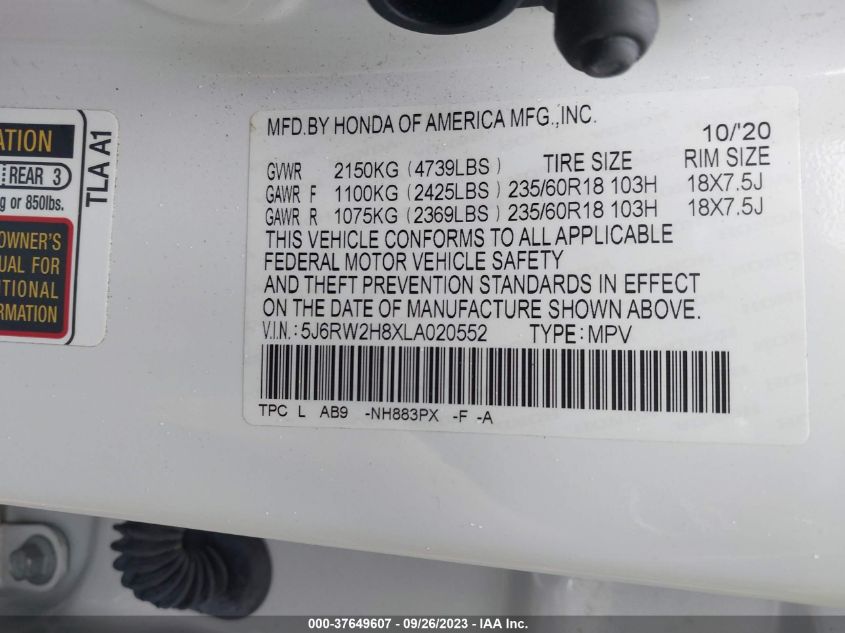 ATION
REAR 3
g or 850lbs.
OWNER'S
UAL FOR
ITIONAL
ORMATION
TLA A1
MFD.BY HONDA OF AMERICA MFG.,INC.
10/'20
GVWR 2150KG (4739LBS) TIRE SIZE RIM SIZE
GAWR F 1100KG (2425LBS) 235/60R18 103H 18X7.5J
GAWR R 1075KG (2369LBS) 235/60R18 103H 18X7.5J
THIS VEHICLE CONFORMS TO ALL APPLICABLE
FEDERAL MOTOR VEHICLE SAFETY
AND THEFT PREVENTION STANDARDS IN EFFECT
ON THE DATE OF MANUFACTURE SHOWN ABOVE.
V.I.N.: 5J6RW2H8XLA020552 TYPE: MPV
TPC L AB9 -NH883PX -F -A
000-37649607 - 09/26/2023 - IAA Inc.